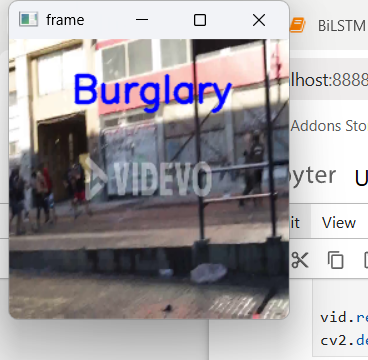 frame
BiLSTM
lhost:8888
Burglary
Addons Sto
VIDEVO
yter U
it View
vid.re
cv2.de